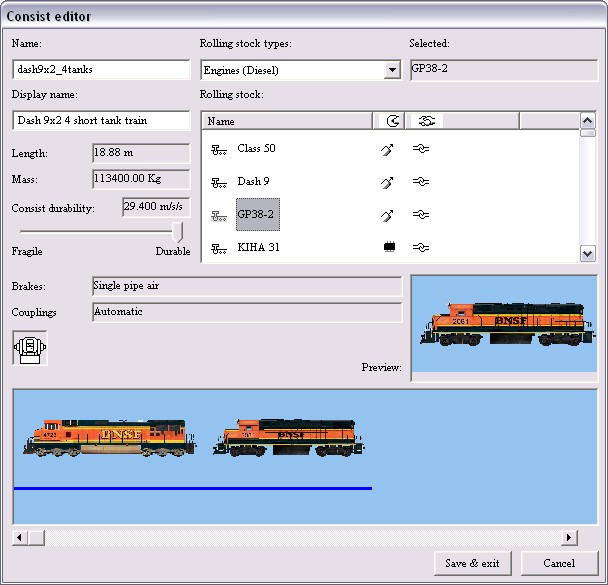 Consist editor
Name:
Rolling stock types:
Selected:
dash9x2_4tanks
Engines (Diesel)
GP38-2
Display name:
Rolling stock:
Dash 9x2 4 short tank train
Name
Length:
18.88 m
Class 50
Mass:
113400.00 Kg
Dash 9
Consist durability:
29.400 m/s/s
GP38-2
Fragile
Durable
KIHA 31
Brakes:
Single pipe air
Couplings
Automatic
2061
BNSF
Preview:
4723
BNSF
BNSF
Save & exit
Cancel